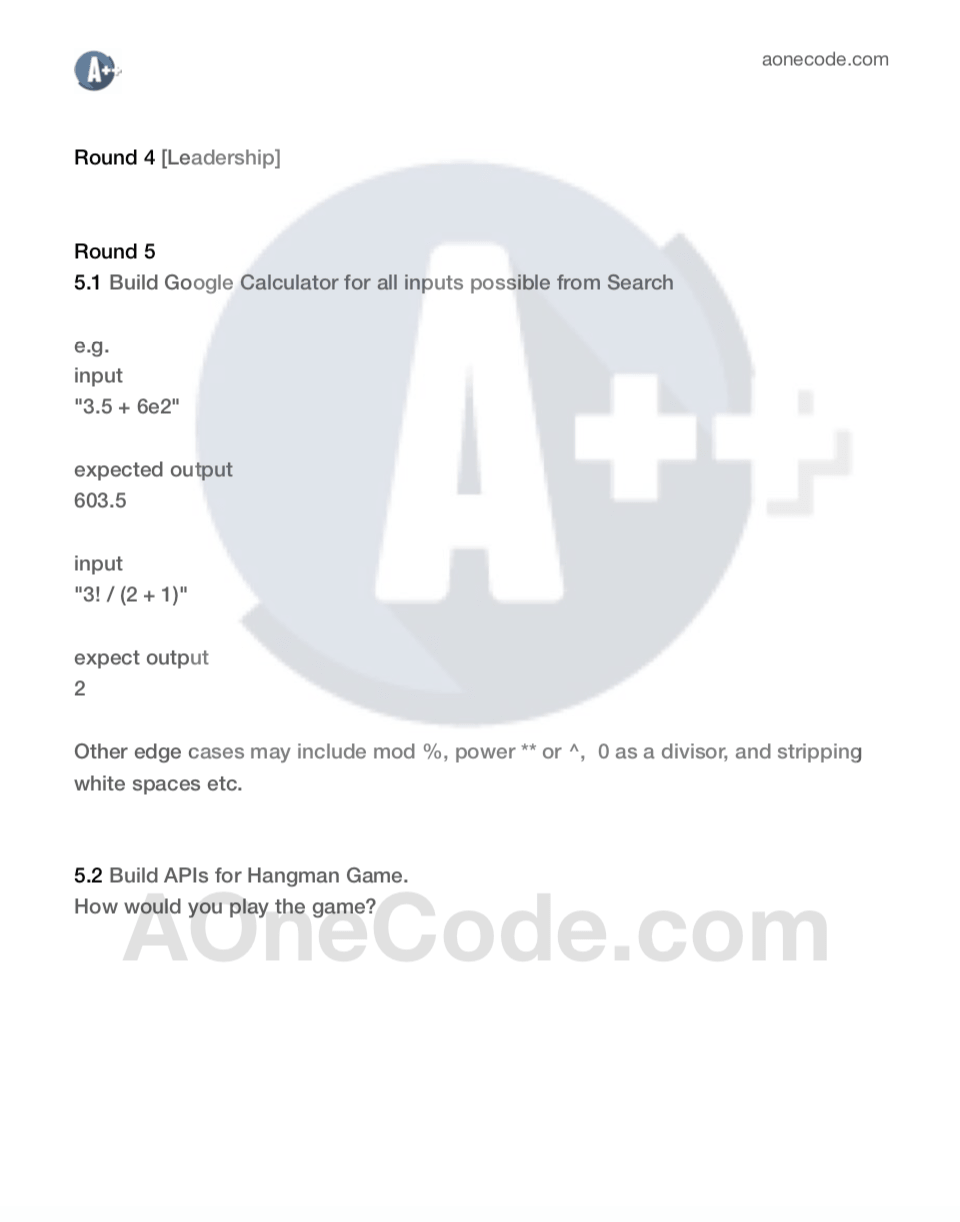 A++
aonecode.com
Round 4 [Leadership]
Round 5
5.1 Build Google Calculator for all inputs possible from Search
e.g.
input
"3.5 + 6e2"
expected output
603.5
input
"3! / (2 + 1)"
expect output
2
Other edge cases may include mod %, power ** or ^,  0 as a divisor, and stripping
white spaces etc.
5.2 Build APIs for Hangman Game.
How would you play the game?
A++
AOneCode.com